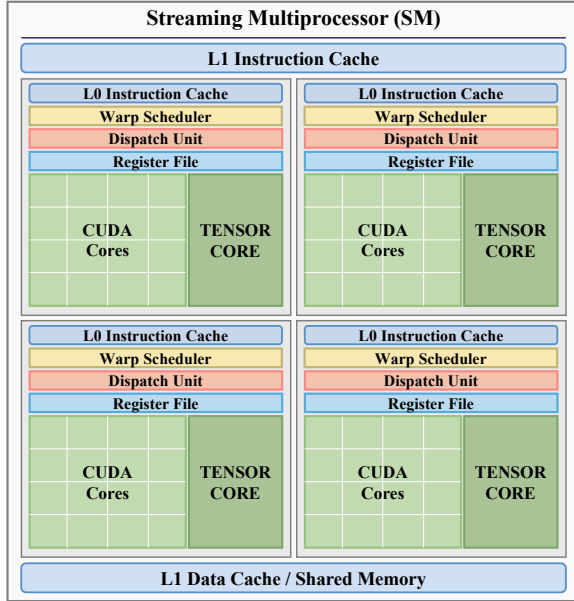 Streaming Multiprocessor (SM)
L1 Instruction Cache
L0 Instruction Cache
Warp Scheduler
Dispatch Unit
Register File
CUDA
Cores
TENSOR
CORE
L0 Instruction Cache
Warp Scheduler
Dispatch Unit
Register File
CUDA
Cores
TENSOR
CORE
L0 Instruction Cache
Warp Scheduler
Dispatch Unit
Register File
CUDA
Cores
TENSOR
CORE
L0 Instruction Cache
Warp Scheduler
Dispatch Unit
Register File
CUDA
Cores
TENSOR
CORE
L1 Data Cache / Shared Memory